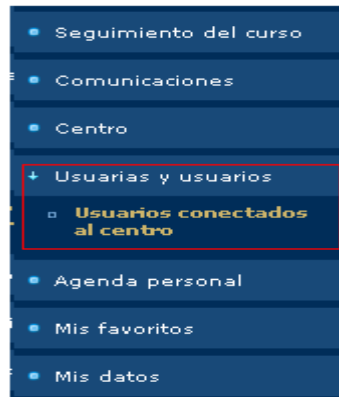 Seguimiento del curso
Comunicaciones
Centro
Usuarias y usuarios
Usuarios conectados
al centro
Agenda personal
Mis favoritos
Mis datos